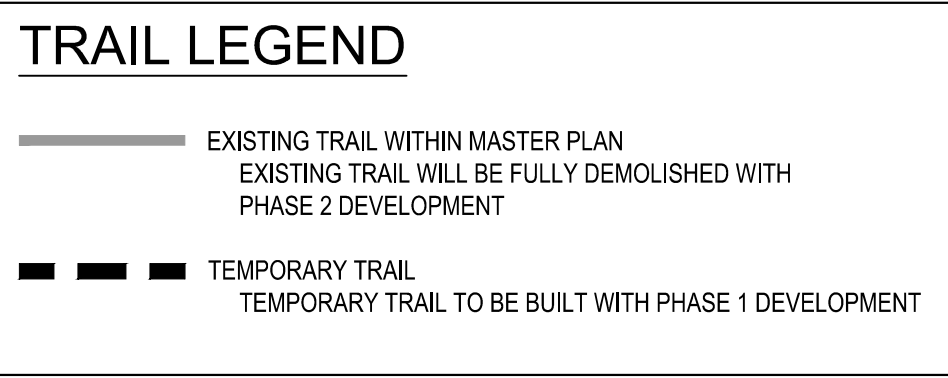 TRAIL LEGEND
EXISTING TRAIL WITHIN MASTER PLAN
EXISTING TRAIL WILL BE FULLY DEMOLISHED WITH
PHASE 2 DEVELOPMENT
TEMPORARY TRAIL
TEMPORARY TRAIL TO BE BUILT WITH PHASE 1 DEVELOPMENT